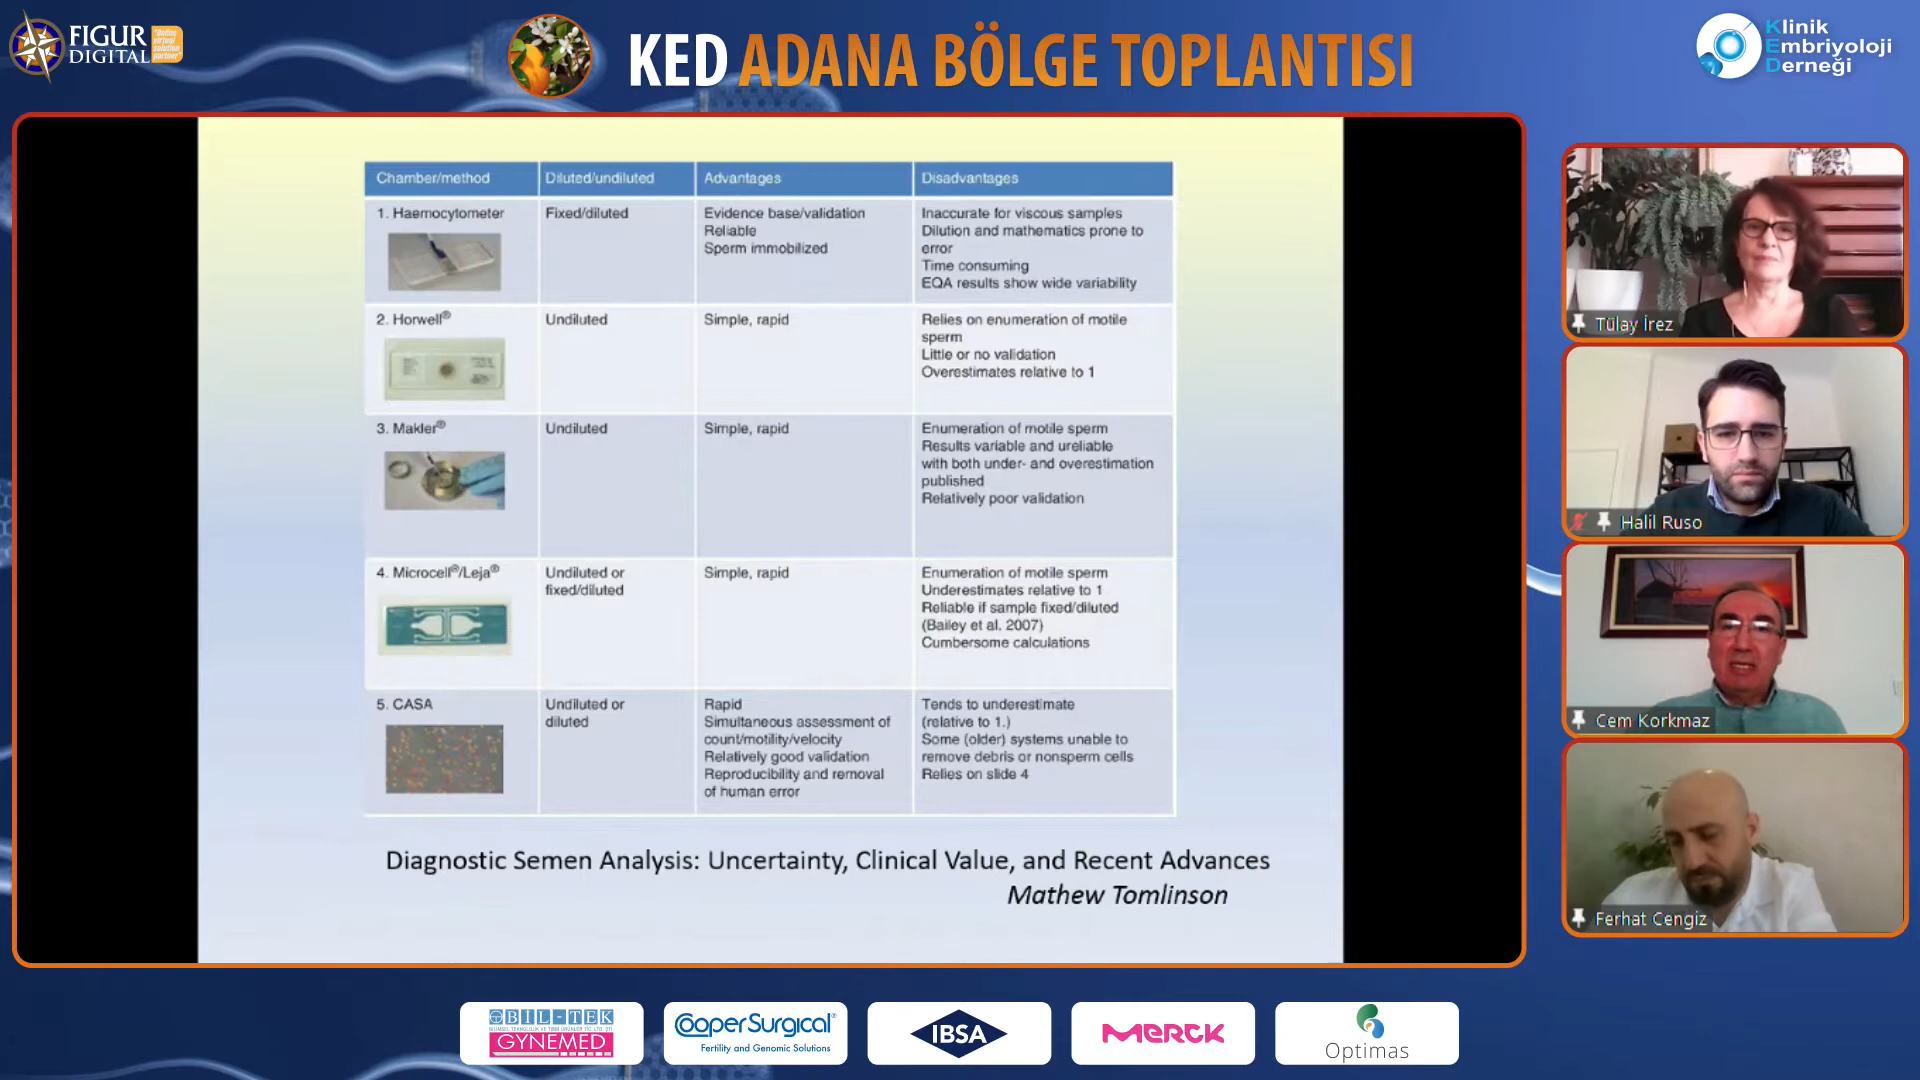 FIGUR
DIGITAL
"Online
virtual
solution
partner"
KED ADANA BÖLGE TOPLANTISI
Klinik
Embriyoloji
Derneği
Chamber/method
Diluted/undiluted
Advantages
Disadvantages
1. Haemocytometer
Fixed/diluted
Evidence base/validation
Reliable
Sperm immobilized
Inaccurate for viscous samples
Dilution and mathematics prone to
error
Time consuming
EQA results show wide variability
2. Horwell®
Undiluted
Simple, rapid
Relies on enumeration of motile
sperm
Little or no validation
Overestimates relative to 1
3. Makler®
Undiluted
Simple, rapid
Enumeration of motile sperm
Results variable and ureliable
with both under- and overestimation
published
Relatively poor validation
4. Microcell®/Leja®
Undiluted or
fixed/diluted
Simple, rapid
Enumeration of motile sperm
Underestimates relative to 1
Reliable if sample fixed/diluted
(Bailey et al. 2007)
Cumbersome calculations
5. CASA
Undiluted or
diluted
Rapid
Simultaneous assessment of
count/motility/velocity
Relatively good validation
Reproducibility and removal
of human error
Tends to underestimate
(relative to 1.)
Some (older) systems unable to
remove debris or nonsperm cells
Relies on slide 4
Diagnostic Semen Analysis: Uncertainty, Clinical Value, and Recent Advances
Mathew Tomlinson
Tülay İrez
Halil Ruso
Cem Korkmaz
Ferhat Cengiz
BİL-TEK
GYNEMED
CooperSurgical®
Fertility and Genomic Solutions
IBSA
MERCK
Optimas